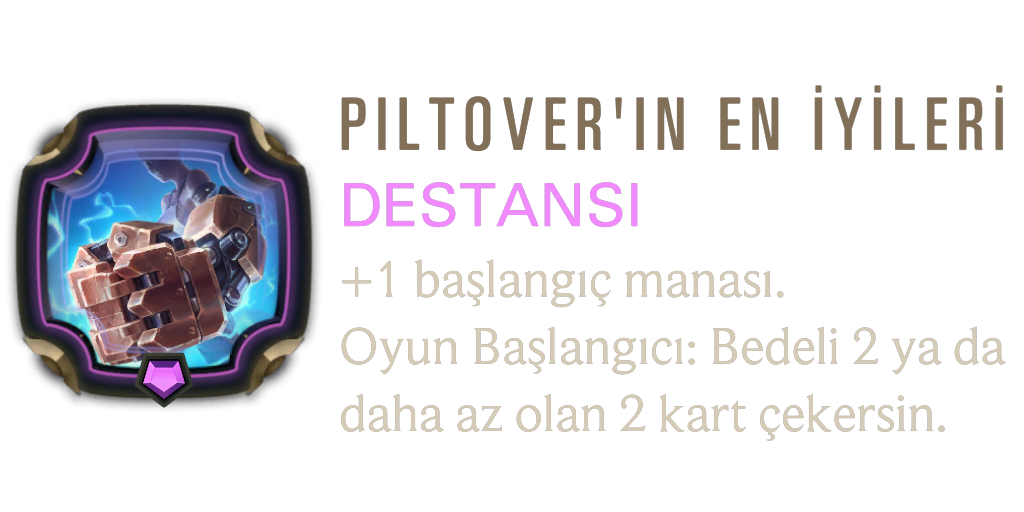 PILTOVER'IN EN İYİLERİ
DESTANSI
+1 başlangıç manası.
Oyun Başlangıcı: Bedeli 2 ya da
daha az olan 2 kart çekersin.